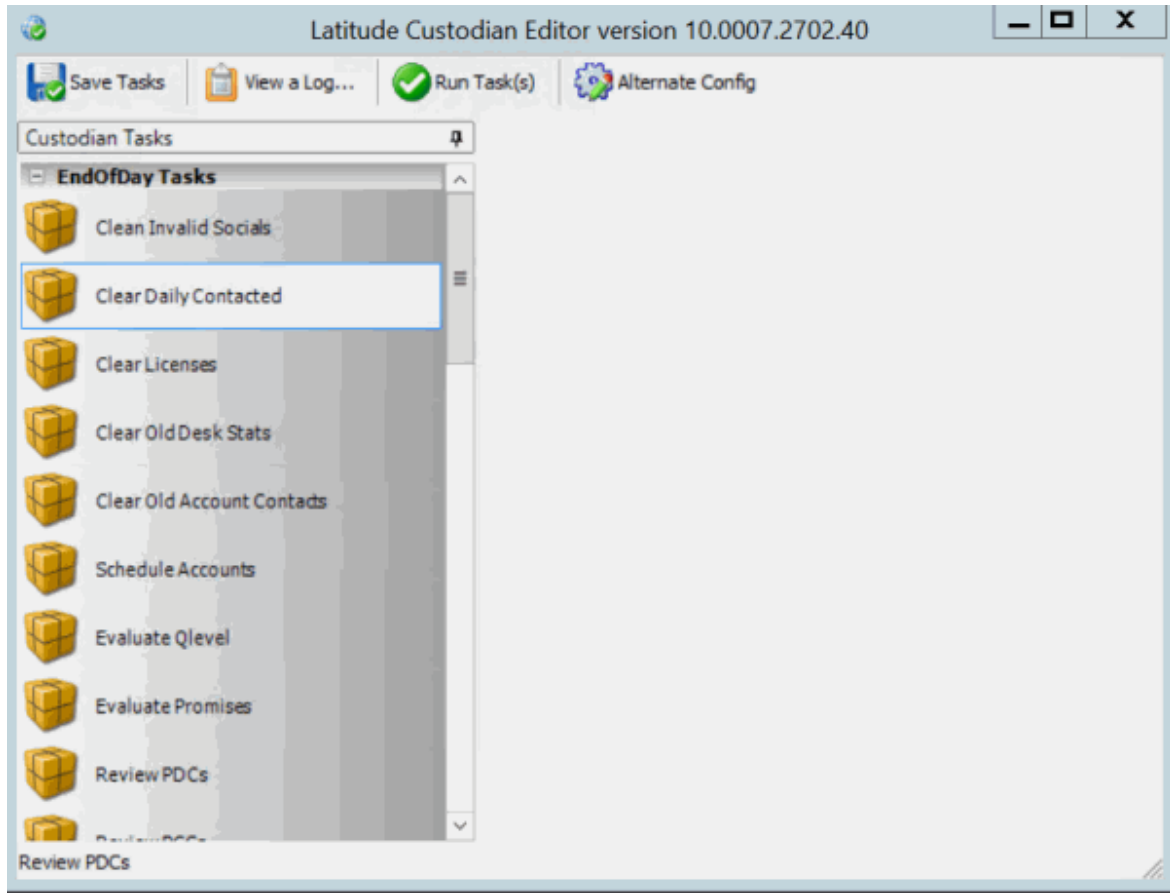 Latitude Custodian Editor version 10.0007.2702.40
X
Save Tasks View a Log... Run Task(s) Alternate Config
Custodian Tasks
EndOfDay Tasks
Clean Invalid Socials
Clear Daily Contacted
Clear Licenses
Clear Old Desk Stats
Clear Old Account Contacts
Schedule Accounts
Evaluate Qlevel
Evaluate Promises
Review PDCs
Review PDCs